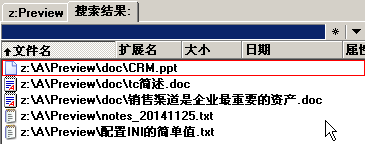 z:Preview 搜索结果:
* ▼
↑文件名 扩展名 大小 日期
z:\A\Preview\doc\CRM.ppt
z:\A\Preview\doc\tc简述.doc
z:\A\Preview\doc\销售渠道是企业最重要的资产.doc
z:\A\Preview\notes_20141125.txt
z:\A\Preview\配置INI的简单值.txt